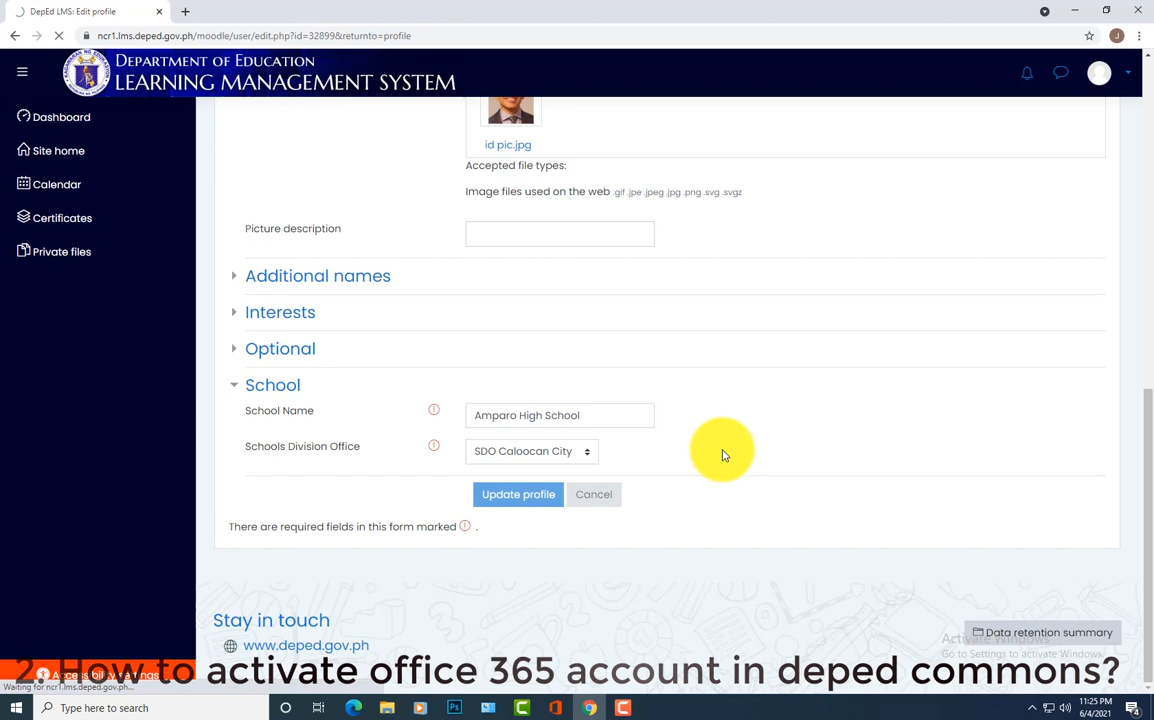 DepEd LMS: Edit profile
ncr1.lms.deped.gov.ph/moodle/user/edit.php?id=32899&returnto=profile
J
DEPARTMENT OF EDUCATION
LEARNING MANAGEMENT SYSTEM
Dashboard
Site home
Calendar
Certificates
Private files
id pic.jpg
Accepted file types:
Image files used on the web .gif .jpe .jpeg .jpg .png .svg .svgz
Picture description
Additional names
Interests
Optional
School
School Name
Amparo High School
Schools Division Office
SDO Caloocan City
Update profile
Cancel
There are required fields in this form marked .
Stay in touch
www.deped.gov.ph
Data retention summary
Activate Windows
Go to Settings to activate Windows.
Accessibility settings
2. How to activate office 365 account in deped commons?
Waiting for ncr1.lms.deped.gov.ph...
Type here to search
Ps
11:25 PM
6/4/2021
4